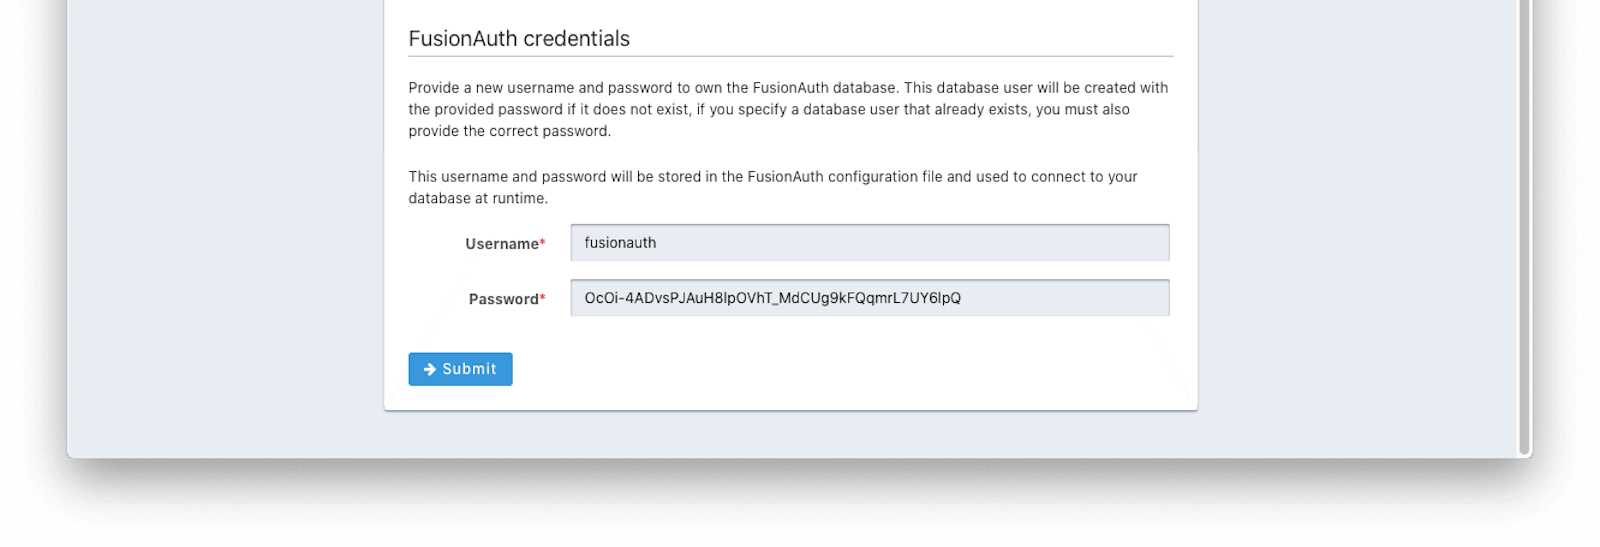 FusionAuth credentials
Provide a new username and password to own the FusionAuth database. This database user will be created with
the provided password if it does not exist, if you specify a database user that already exists, you must also
provide the correct password.
This username and password will be stored in the FusionAuth configuration file and used to connect to your
database at runtime.
Username*
fusionauth
Password*
OcOi-4ADvsPJAuH8IpOVhT_MdCUg9kFQqmrL7UY6IpQ
Submit